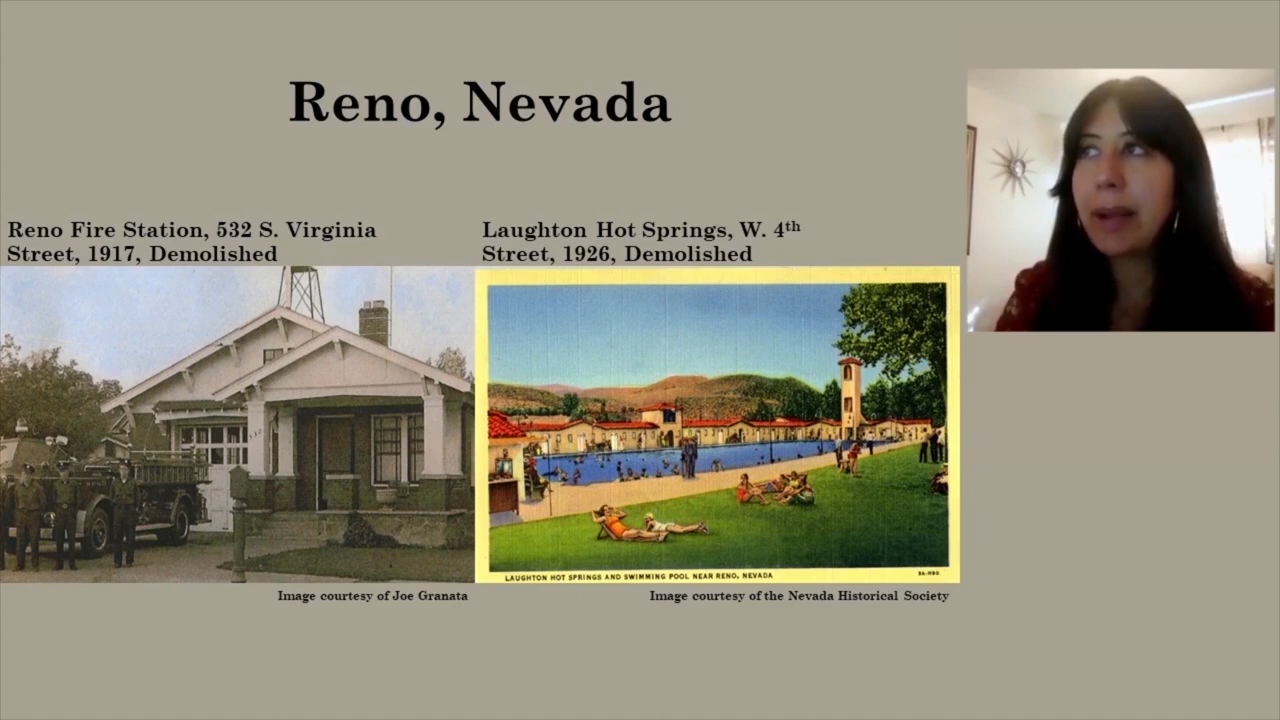 Reno, Nevada
Reno Fire Station, 532 S. Virginia
Street, 1917, Demolished
Laughton Hot Springs, W. 4th
Street, 1926, Demolished
LAUGHTON HOT SPRINGS AND SWIMMING POOL NEAR RENO, NEVADA
Image courtesy of Joe Granata
Image courtesy of the Nevada Historical Society